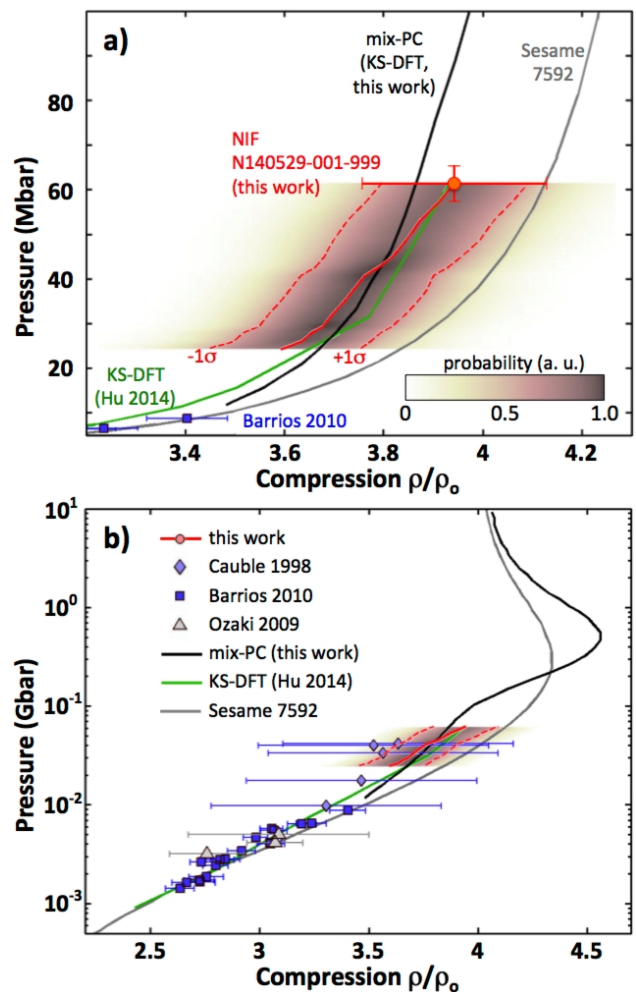 a)
mix-PC
(KS-DFT,
this work)
Sesame
7592
NIF
N140529-001-999
(this work)
-1σ
+1σ
KS-DFT
(Hu 2014)
Barrios 2010
probability (a. u.)
0 0.5 1.0
Pressure (Mbar)
80
60
40
20
3.4 3.6 3.8 4 4.2
Compression ρ/ρo
b)
this work
Cauble 1998
Barrios 2010
Ozaki 2009
mix-PC (this work)
KS-DFT (Hu 2014)
Sesame 7592
Pressure (Gbar)
10^1
10^0
10^-1
10^-2
10^-3
2.5 3 3.5 4 4.5
Compression ρ/ρo